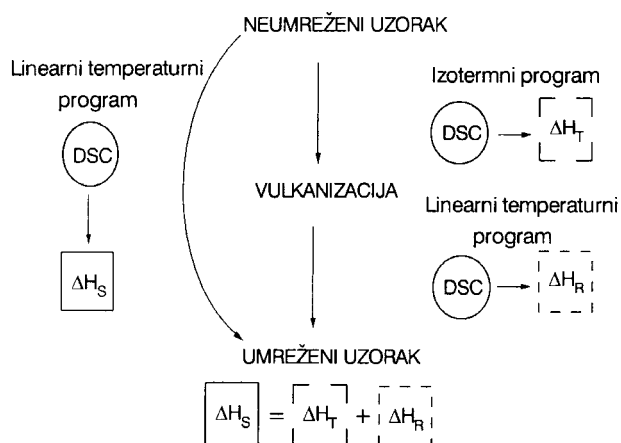 NEUMREŽENI UZORAK
Linearni temperaturni
program
DSC
ΔH_S
Izotermni program
DSC
ΔH_T
VULKANIZACIJA
Linearni temperaturni
program
DSC
ΔH_R
UMREŽENI UZORAK
ΔH_S = ΔH_T + ΔH_R